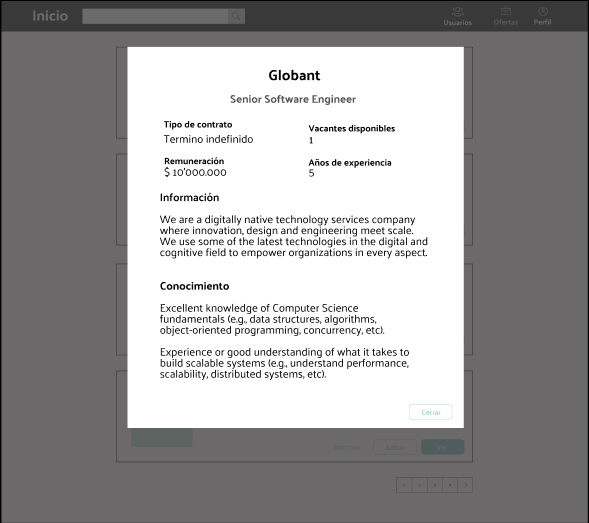 Inicio
Usuarios
Ofertas
Perfil
Globant
Senior Software Engineer
Tipo de contrato
Vacantes disponibles
Termino indefinido
1
Remuneración
Años de experiencia
$ 10'000.000
5
Información
We are a digitally native technology services company
where innovation, design and engineering meet scale.
We use some of the latest technologies in the digital and
cognitive field to empower organizations in every aspect.
Conocimiento
Excellent knowledge of Computer Science
fundamentals (e.g., data structures, algorithms,
object-oriented programming, concurrency, etc).
Experience or good understanding of what it takes to
build scalable systems (e.g., understand performance,
scalability, distributed systems, etc).
Cerrar